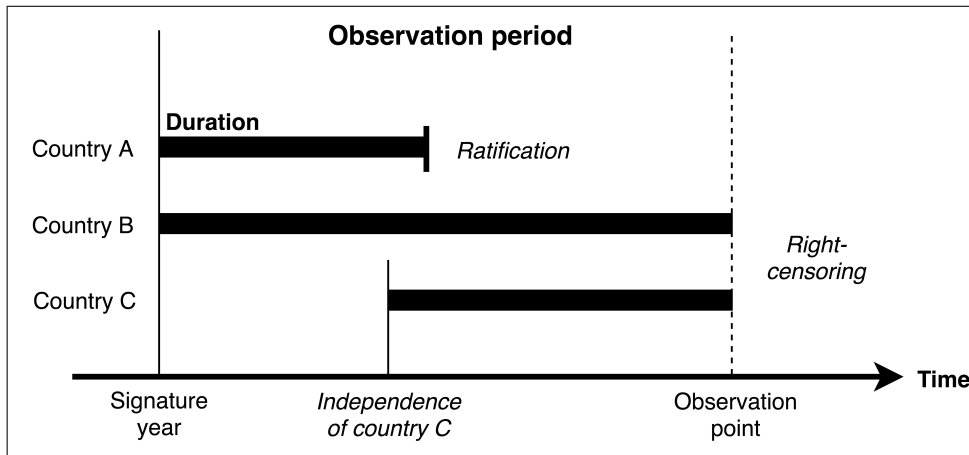 Observation period
Duration
Country A
Ratification
Country B
Right-
censoring
Country C
Time
Signature
year
Independence
of country C
Observation
point